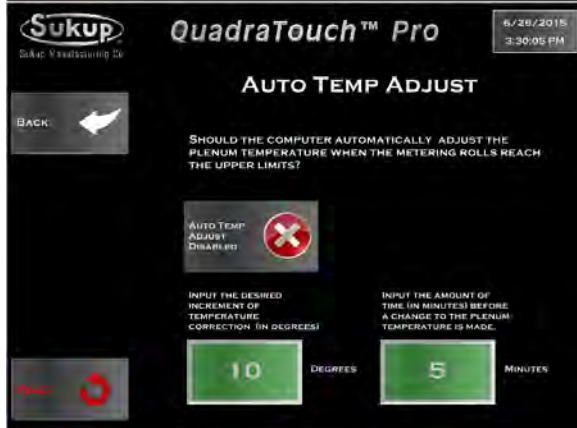 Sukup
Sukup Manufacturing Co
QuadraTouch™ Pro
6/26/2015
3:30:05 PM
AUTO TEMP ADJUST
BACK
SHOULD THE COMPUTER AUTOMATICALLY ADJUST THE
PLENUM TEMPERATURE WHEN THE METERING ROLLS REACH
THE UPPER LIMITS?
AUTO TEMP
ADJUST
DISABLED
INPUT THE DESIRED
INCREMENT OF
TEMPERATURE
CORRECTION (IN DEGREES)
INPUT THE AMOUNT OF
TIME (IN MINUTES) BEFORE
A CHANGE TO THE PLENUM
TEMPERATURE IS MADE.
10
DEGREES
5
MINUTES